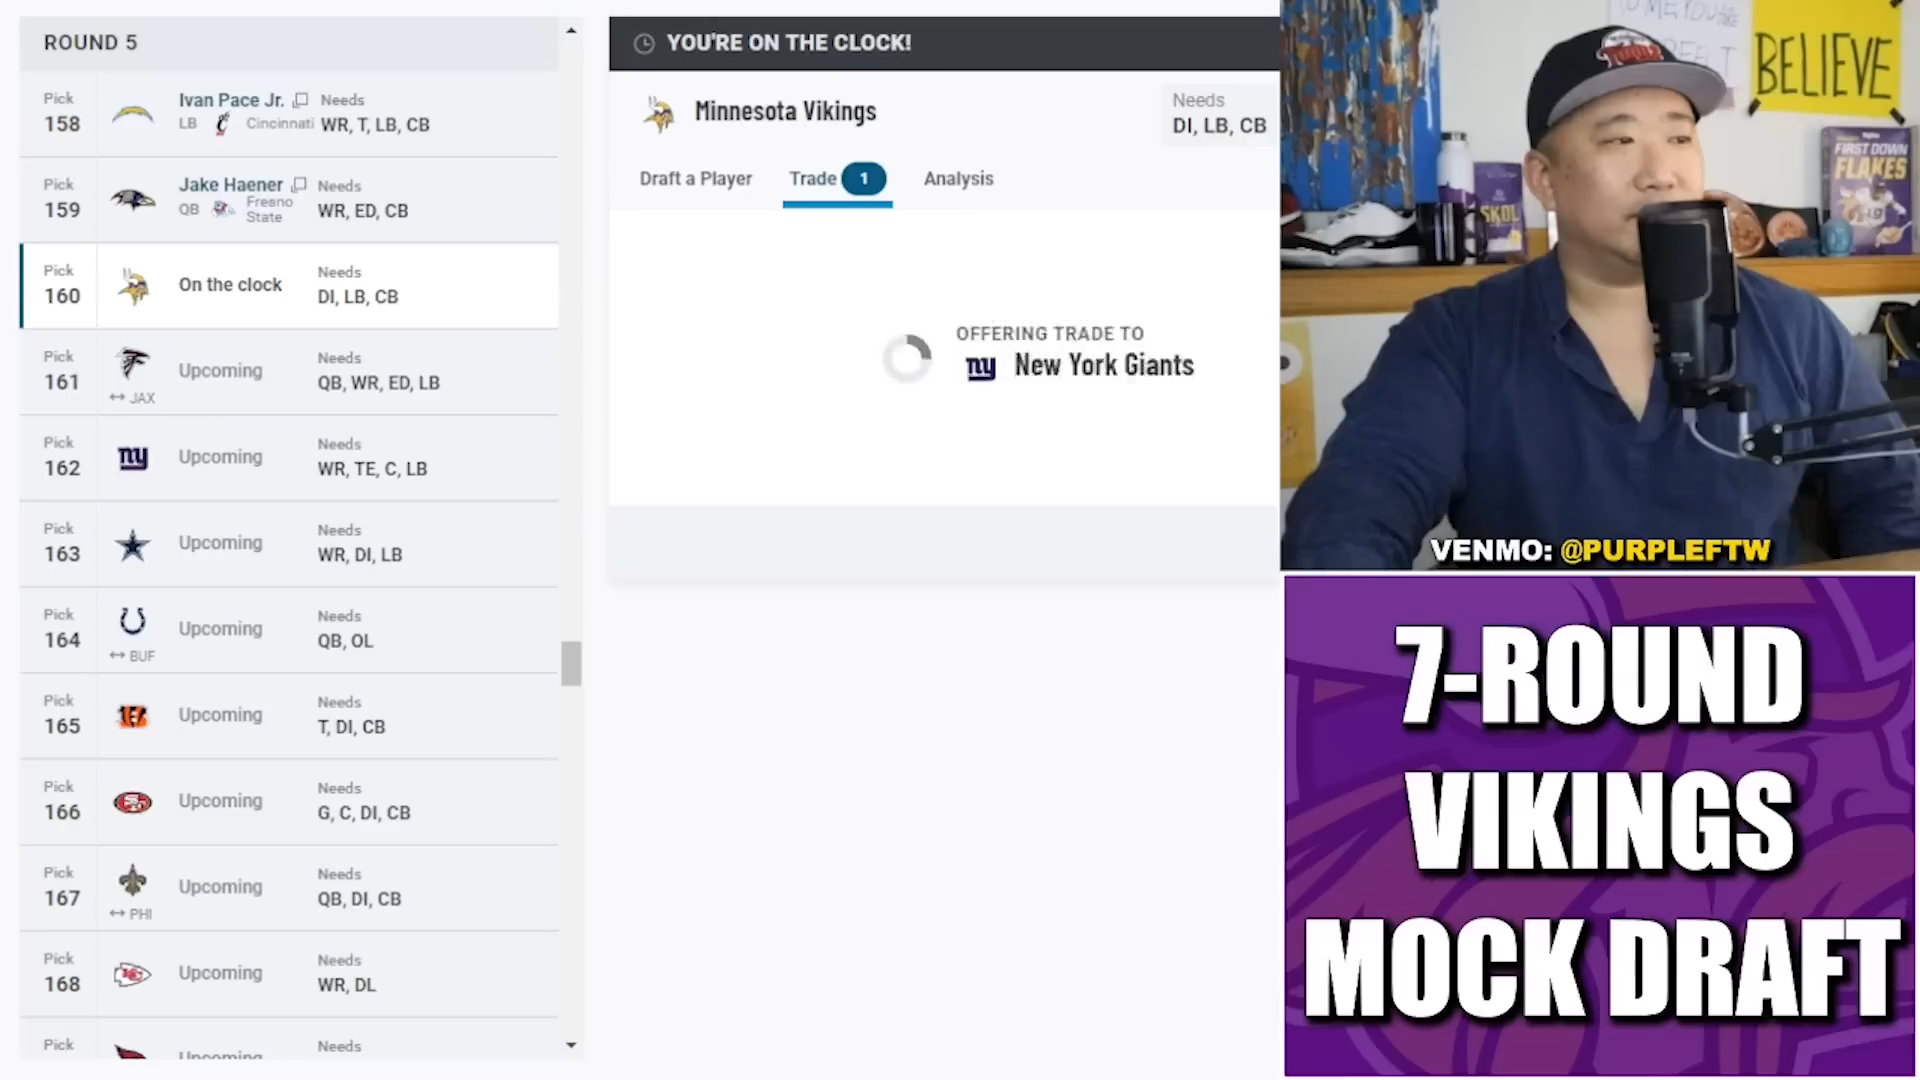 ROUND 5
Pick
158
Ivan Pace Jr.
LB
Cincinnati
Needs
WR, T, LB, CB
Pick
159
Jake Haener
QB
Fresno
State
Needs
WR, ED, CB
Pick
160
On the clock
Needs
DI, LB, CB
Pick
161
JAX
Upcoming
Needs
QB, WR, ED, LB
Pick
162
ny
Upcoming
Needs
WR, TE, C, LB
Pick
163
Upcoming
Needs
WR, DI, LB
Pick
164
BUF
Upcoming
Needs
QB, OL
Pick
165
Upcoming
Needs
T, DI, CB
Pick
166
Upcoming
Needs
G, C, DI, CB
Pick
167
PHI
Upcoming
Needs
QB, DI, CB
Pick
168
Upcoming
Needs
WR, DL
Pick
Upcoming
Needs
YOU'RE ON THE CLOCK!
Minnesota Vikings
Needs
DI, LB, CB
Draft a Player
Trade 1
Analysis
OFFERING TRADE TO
ny New York Giants
BELIEVE
FIRST DOWN
FLAKES
SKOL
VENMO: @PURPLEFTW
7-ROUND
VIKINGS
MOCK DRAFT